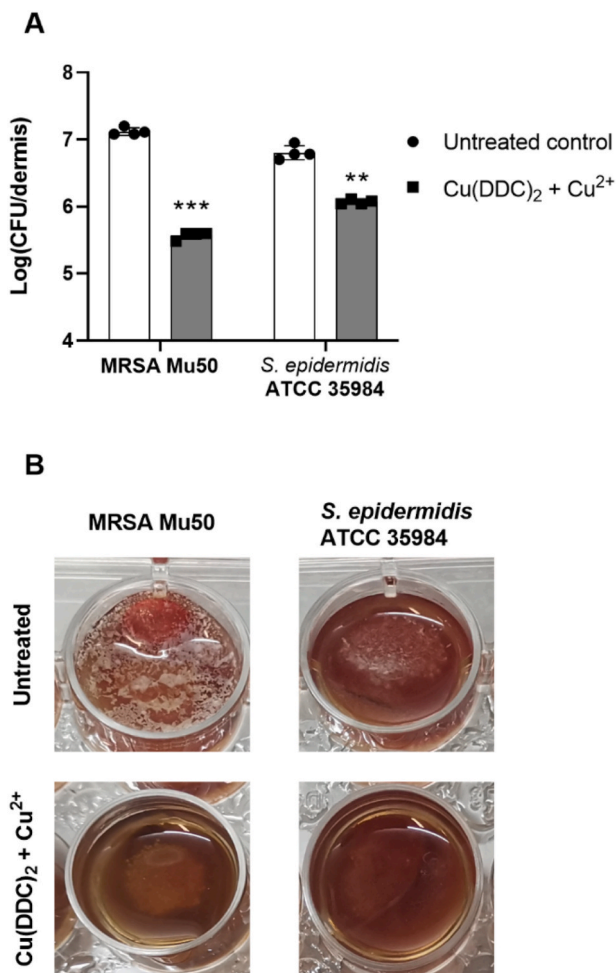 A
Log(CFU/dermis)
8
7
6
5
4
***
**
Untreated control
Cu(DDC)₂ + Cu²⁺
MRSA Mu50
S. epidermidis
ATCC 35984
B
MRSA Mu50
S. epidermidis
ATCC 35984
Untreated
Cu(DDC)₂ + Cu²⁺